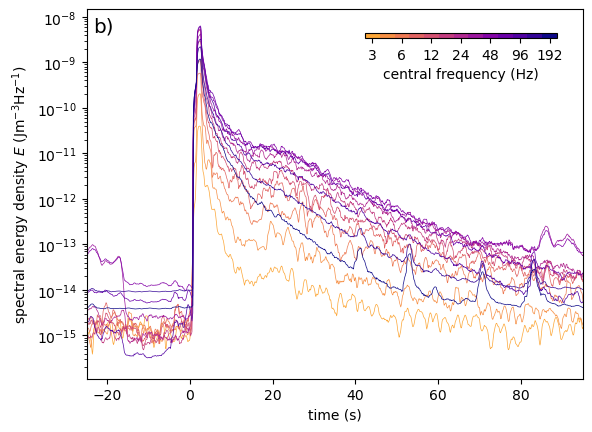 b)
3 6 12 24 48 96 192
central frequency (Hz)
spectral energy density E (Jm⁻³Hz⁻¹)
10⁻⁸
10⁻⁹
10⁻¹⁰
10⁻¹¹
10⁻¹²
10⁻¹³
10⁻¹⁴
10⁻¹⁵
−20 0 20 40 60 80
time (s)